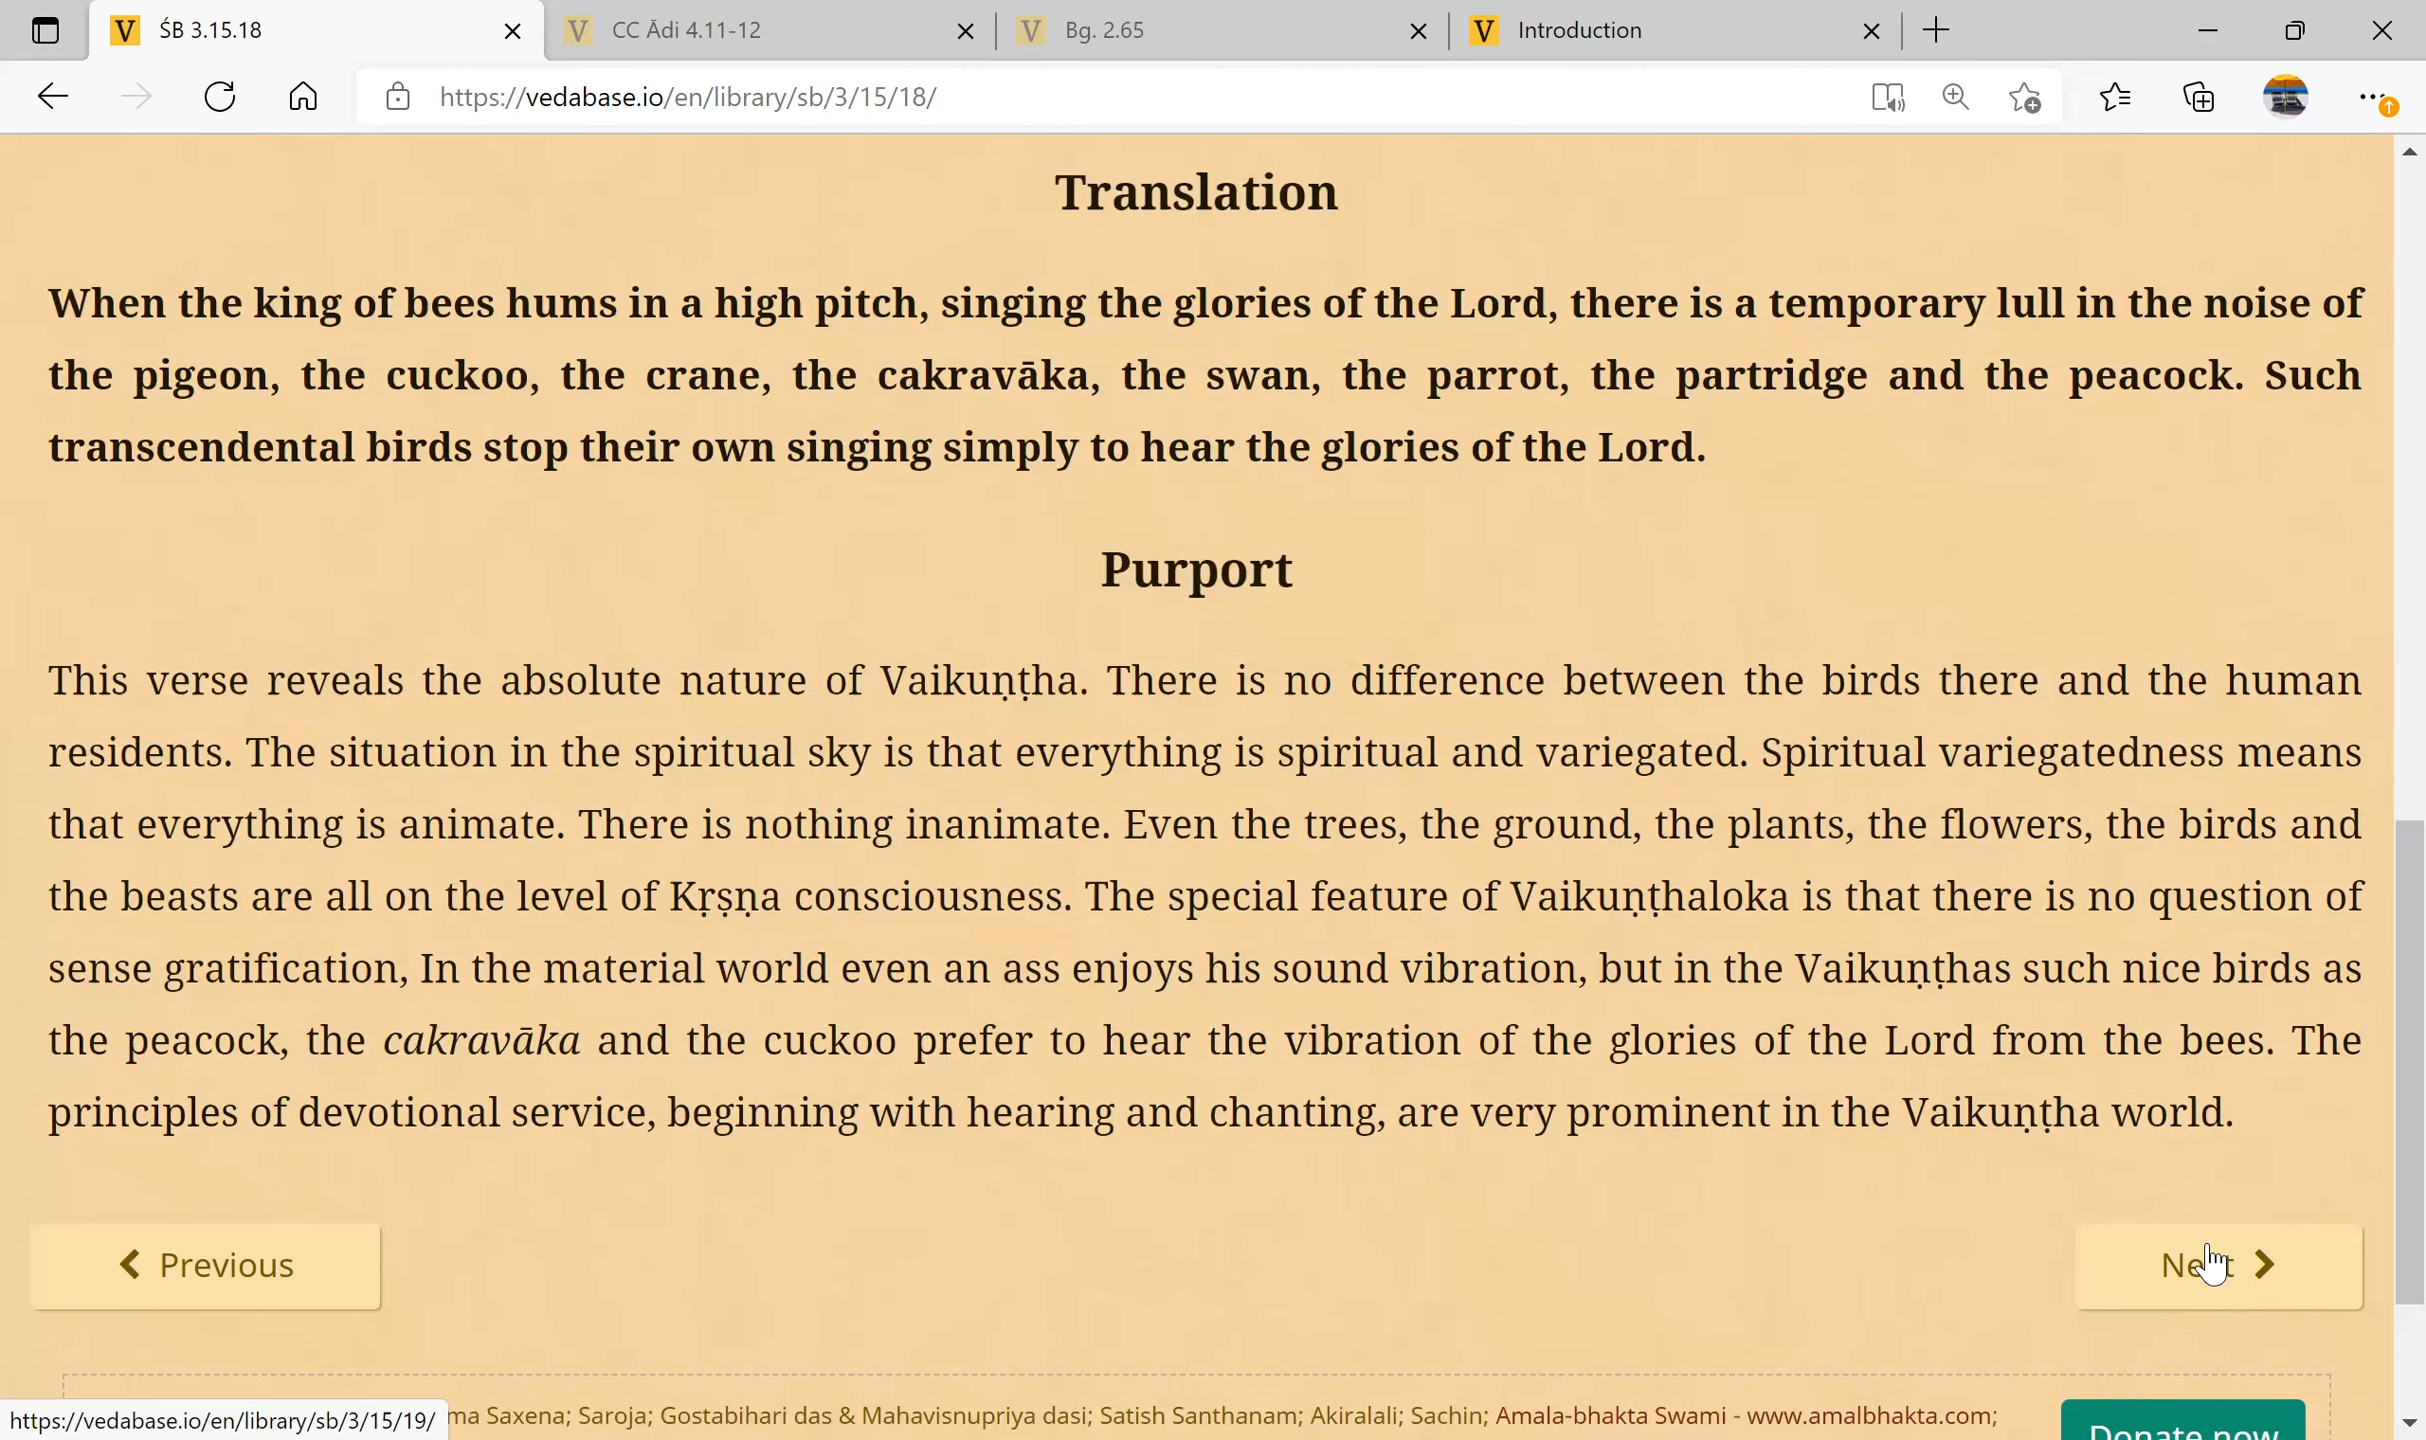 ŚB 3.15.18
CC Ādi 4.11-12
Bg. 2.65
Introduction
https://vedabase.io/en/library/sb/3/15/18/
Translation
When the king of bees hums in a high pitch, singing the glories of the Lord, there is a temporary lull in the noise of
the pigeon, the cuckoo, the crane, the cakravāka, the swan, the parrot, the partridge and the peacock. Such
transcendental birds stop their own singing simply to hear the glories of the Lord.
Purport
This verse reveals the absolute nature of Vaikuṇṭha. There is no difference between the birds there and the human
residents. The situation in the spiritual sky is that everything is spiritual and variegated. Spiritual variegatedness means
that everything is animate. There is nothing inanimate. Even the trees, the ground, the plants, the flowers, the birds and
the beasts are all on the level of Kṛṣṇa consciousness. The special feature of Vaikuṇṭhaloka is that there is no question of
sense gratification, In the material world even an ass enjoys his sound vibration, but in the Vaikuṇṭhas such nice birds as
the peacock, the cakravāka and the cuckoo prefer to hear the vibration of the glories of the Lord from the bees. The
principles of devotional service, beginning with hearing and chanting, are very prominent in the Vaikuṇṭha world.
Previous
Next
https://vedabase.io/en/library/sb/3/15/19/
ma Saxena; Saroja; Gostabihari das & Mahavisnupriya dasi; Satish Santhanam; Akiralali; Sachin; Amala-bhakta Swami - www.amalbhakta.com;
Donate now